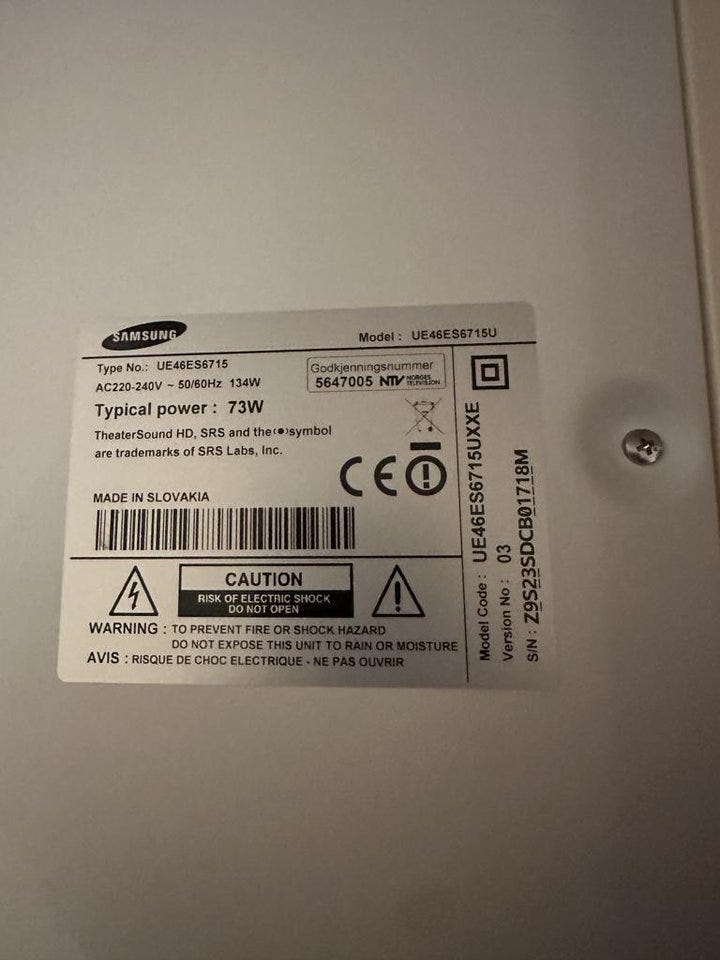 SAMSUNG
Model : UE46ES6715U
Type No.: UE46ES6715
AC220-240V ~ 50/60Hz 134W
Godkjenningsnummer
5647005 NTV NORGES TELEVISJON
Typical power : 73W
TheaterSound HD, SRS and the (●) symbol
are trademarks of SRS Labs, Inc.
CE
MADE IN SLOVAKIA
CAUTION
RISK OF ELECTRIC SHOCK
DO NOT OPEN
WARNING : TO PREVENT FIRE OR SHOCK HAZARD
DO NOT EXPOSE THIS UNIT TO RAIN OR MOISTURE
AVIS : RISQUE DE CHOC ELECTRIQUE - NE PAS OUVRIR
Model Code : UE46ES6715UXXE
Version No : 03
S/N : Z9S23SDCB01718M